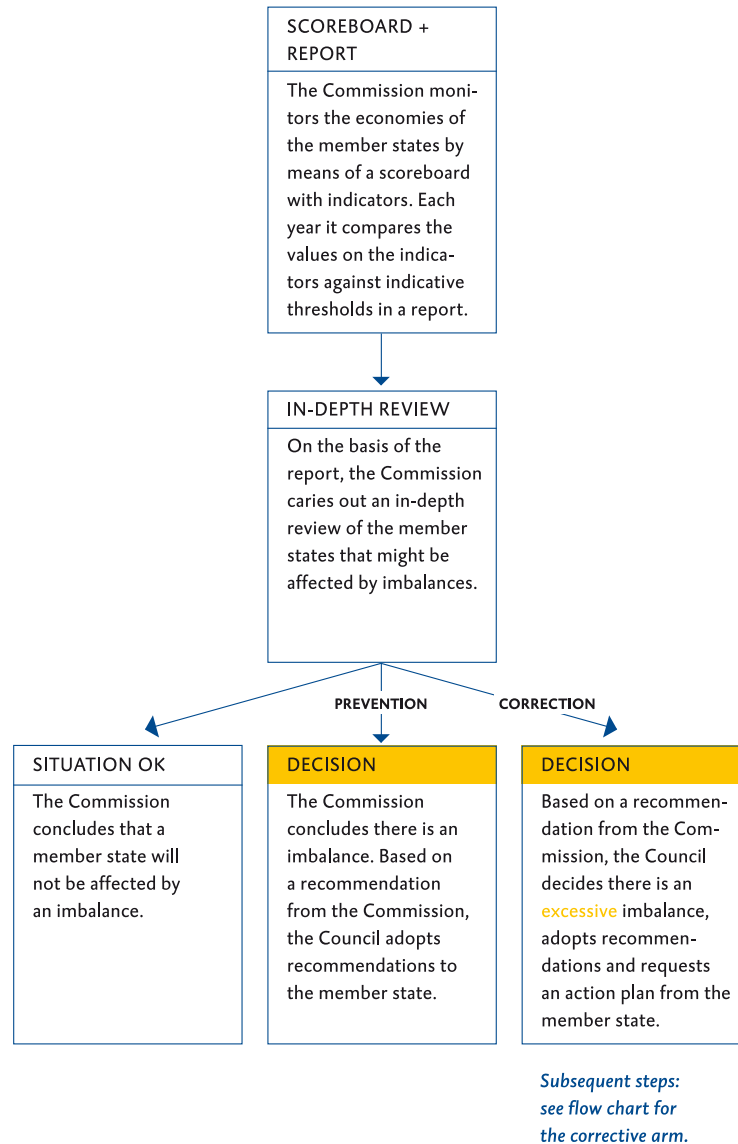 SCOREBOARD +
REPORT
The Commission moni-
tors the economies of
the member states by
means of a scoreboard
with indicators. Each
year it compares the
values on the indica-
tors against indicative
thresholds in a report.
IN-DEPTH REVIEW
On the basis of the
report, the Commission
caries out an in-depth
review of the member
states that might be
affected by imbalances.
PREVENTION
CORRECTION
SITUATION OK
The Commission
concludes that a
member state will
not be affected by
an imbalance.
DECISION
The Commission
concludes there is an
imbalance. Based on
a recommendation
from the Commission,
the Council adopts
recommendations to
the member state.
DECISION
Based on a recommen-
dation from the Com-
mission, the Council
decides there is an
excessive imbalance,
adopts recommen-
dations and requests
an action plan from the
member state.
Subsequent steps:
see flow chart for
the corrective arm.